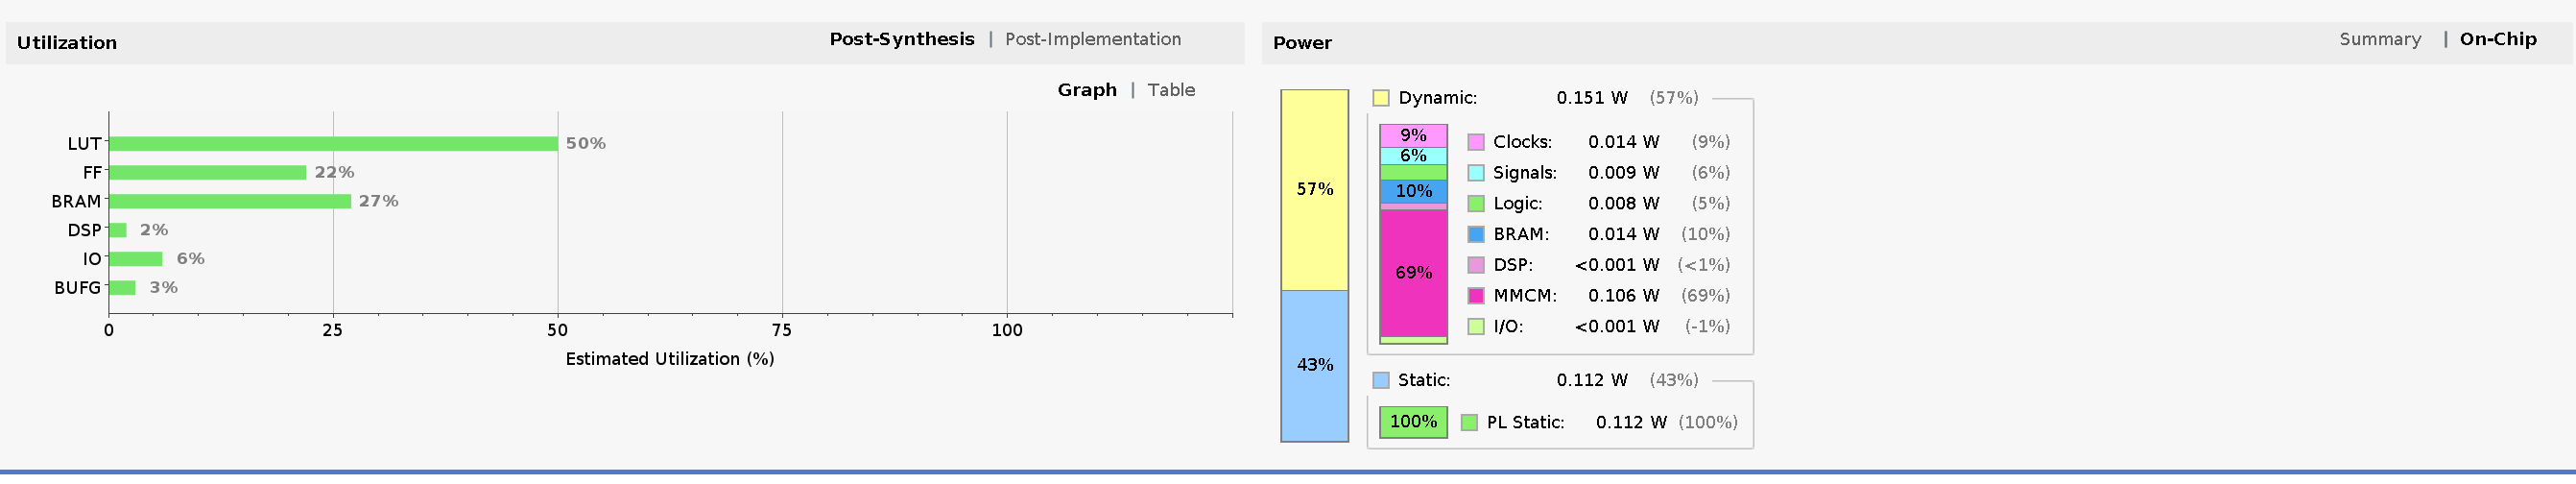 Utilization
Post-Synthesis | Post-Implementation
Graph | Table
LUT 50%
FF 22%
BRAM 27%
DSP 2%
IO 6%
BUFG 3%
0 25 50 75 100
Estimated Utilization (%)
Power
Summary | On-Chip
57%
43%
Dynamic: 0.151 W (57%)
9%
6%
10%
69%
Clocks: 0.014 W (9%)
Signals: 0.009 W (6%)
Logic: 0.008 W (5%)
BRAM: 0.014 W (10%)
DSP: <0.001 W (<1%)
MMCM: 0.106 W (69%)
I/O: <0.001 W (-1%)
Static: 0.112 W (43%)
100% PL Static: 0.112 W (100%)